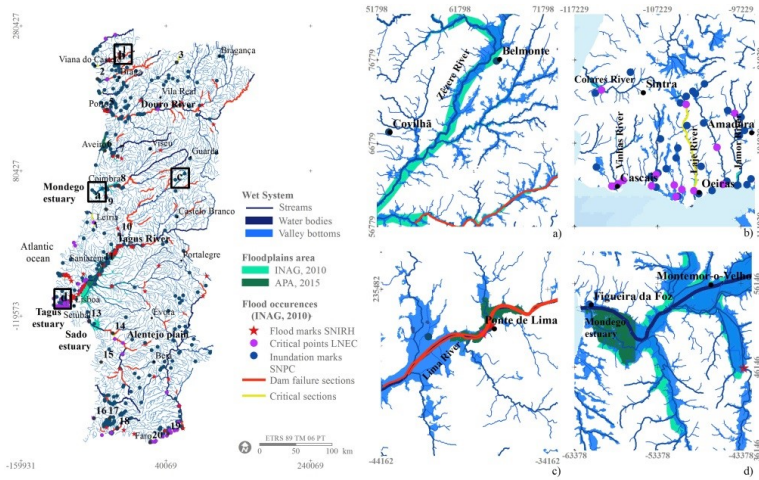 280427
80427
-119573
-159931
40069
240069
Viana do Castelo
Braga
Bragança
2
3
Vila Real
Porto
Douro River
Aveiro
Viseu
Guarda
Coimbra
8
Mondego
estuary
9
Leiria
Castelo Branco
10
Tagus River
Atlantic
ocean
Santarém
Portalegre
Lisboa
Tagus
estuary
Setúbal
13
Évora
Sado
estuary
14
Alentejo plain
15
Beja
16 17
18
19
Faro
20
Wet System
Streams
Water bodies
Valley bottoms
Floodplains area
INAG, 2010
APA, 2015
Flood occurences
(INAG, 2010)
Flood marks SNIRH
Critical points LNEC
Inundation marks
SNPC
Dam failure sections
Critical sections
ETRS 89 TM 06 PT
0 50 100
km
51798
61798
71798
76779
66779
56779
Belmonte
Zêzere River
Covilhã
a)
-117229
-107229
-97229
Colares River
Sintra
Amadora
Vinhas River
Laje River
Jamor River
Cascais
Oeiras
b)
235482
-44162
-34162
Ponte de Lima
Lima River
c)
56146
46146
36146
-63378
-53378
-43378
Montemor-o-Velho
Figueira da Foz
Mondego
estuary
d)